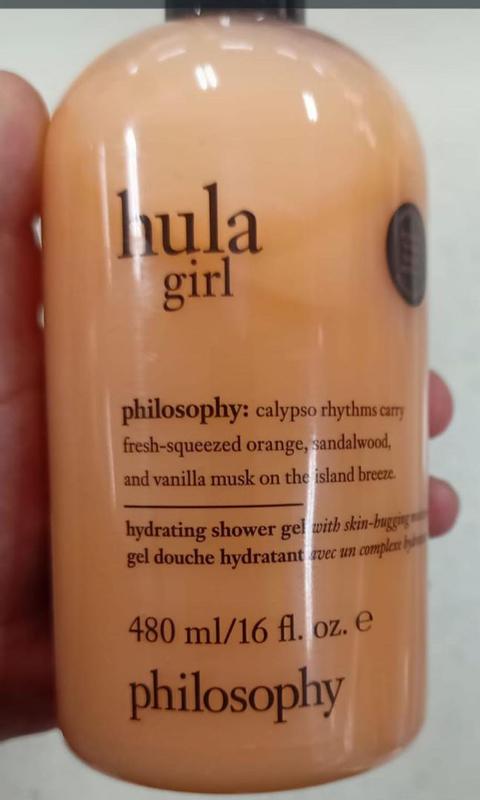 hula
girl
philosophy: calypso rhythms carry
fresh-squeezed orange, sandalwood,
and vanilla musk on the island breeze.
hydrating shower gel with skin-hugging
gel douche hydratant avec un complexe
480 ml/16 fl. oz. e
philosophy